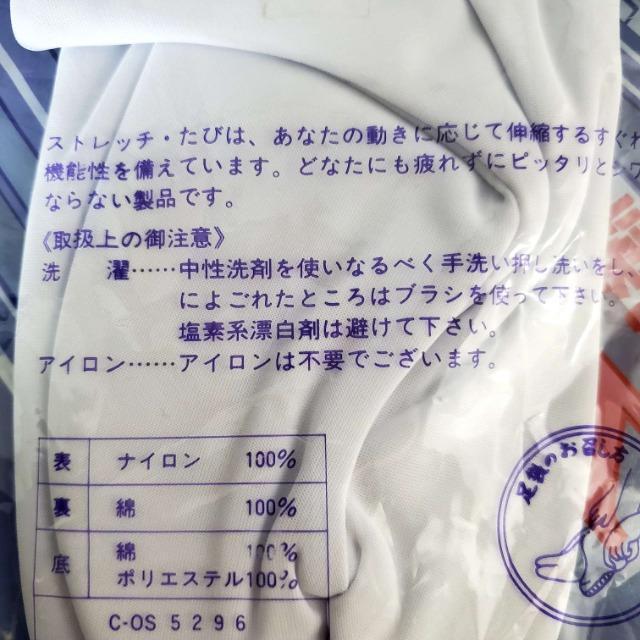 ストレッチ・たびは、あなたの動きに応じて伸縮するすぐれ
機能性を備えています。どなたにも疲れずにピッタリとシワ
ならない製品です。
《取扱上の御注意》
洗 濯……中性洗剤を使いなるべく手洗い押し洗いをし、
によごれたところはブラシを使って下さい。
塩素系漂白剤は避けて下さい。
アイロン……アイロンは不要でございます。
表 ナイロン 100%
裏 綿 100%
底 綿 100%
ポリエステル100%
C-OS 5296
足袋のお召し方